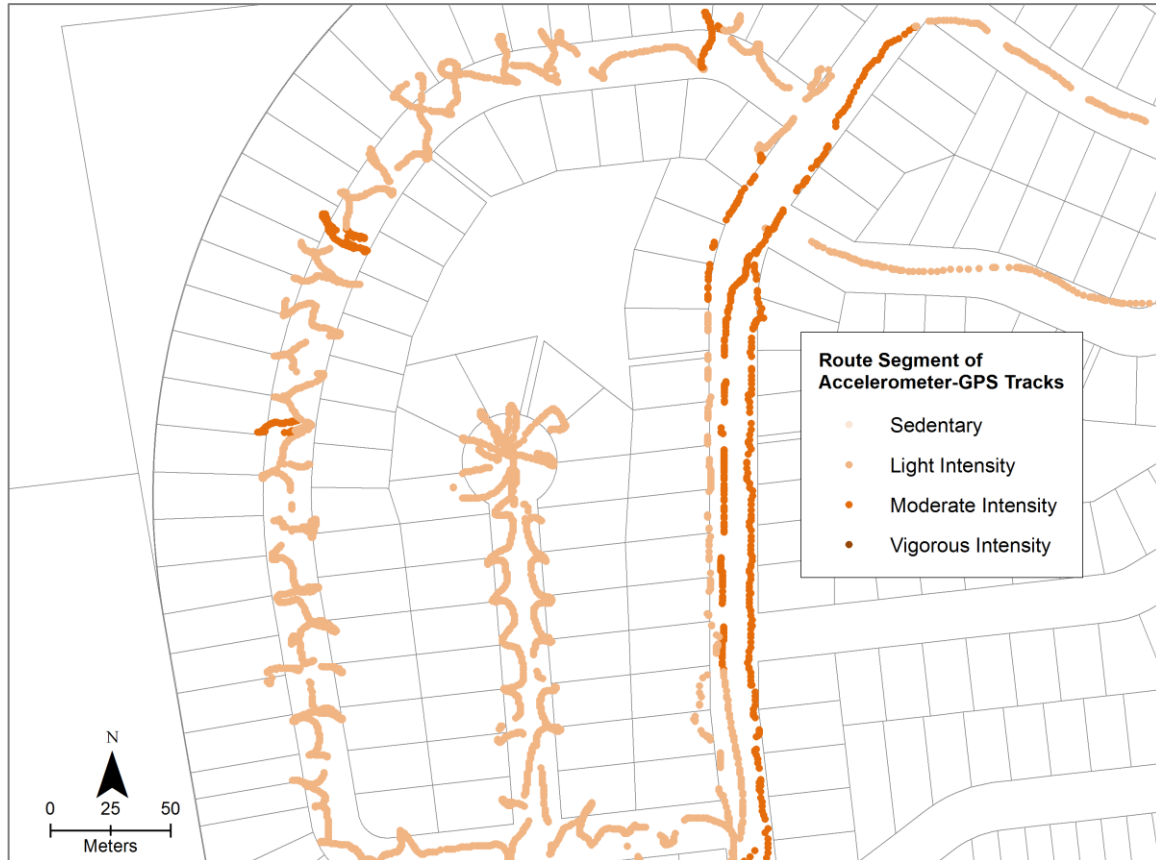 Route Segment of
Accelerometer-GPS Tracks
Sedentary
Light Intensity
Moderate Intensity
Vigorous Intensity
N
0 25 50
Meters